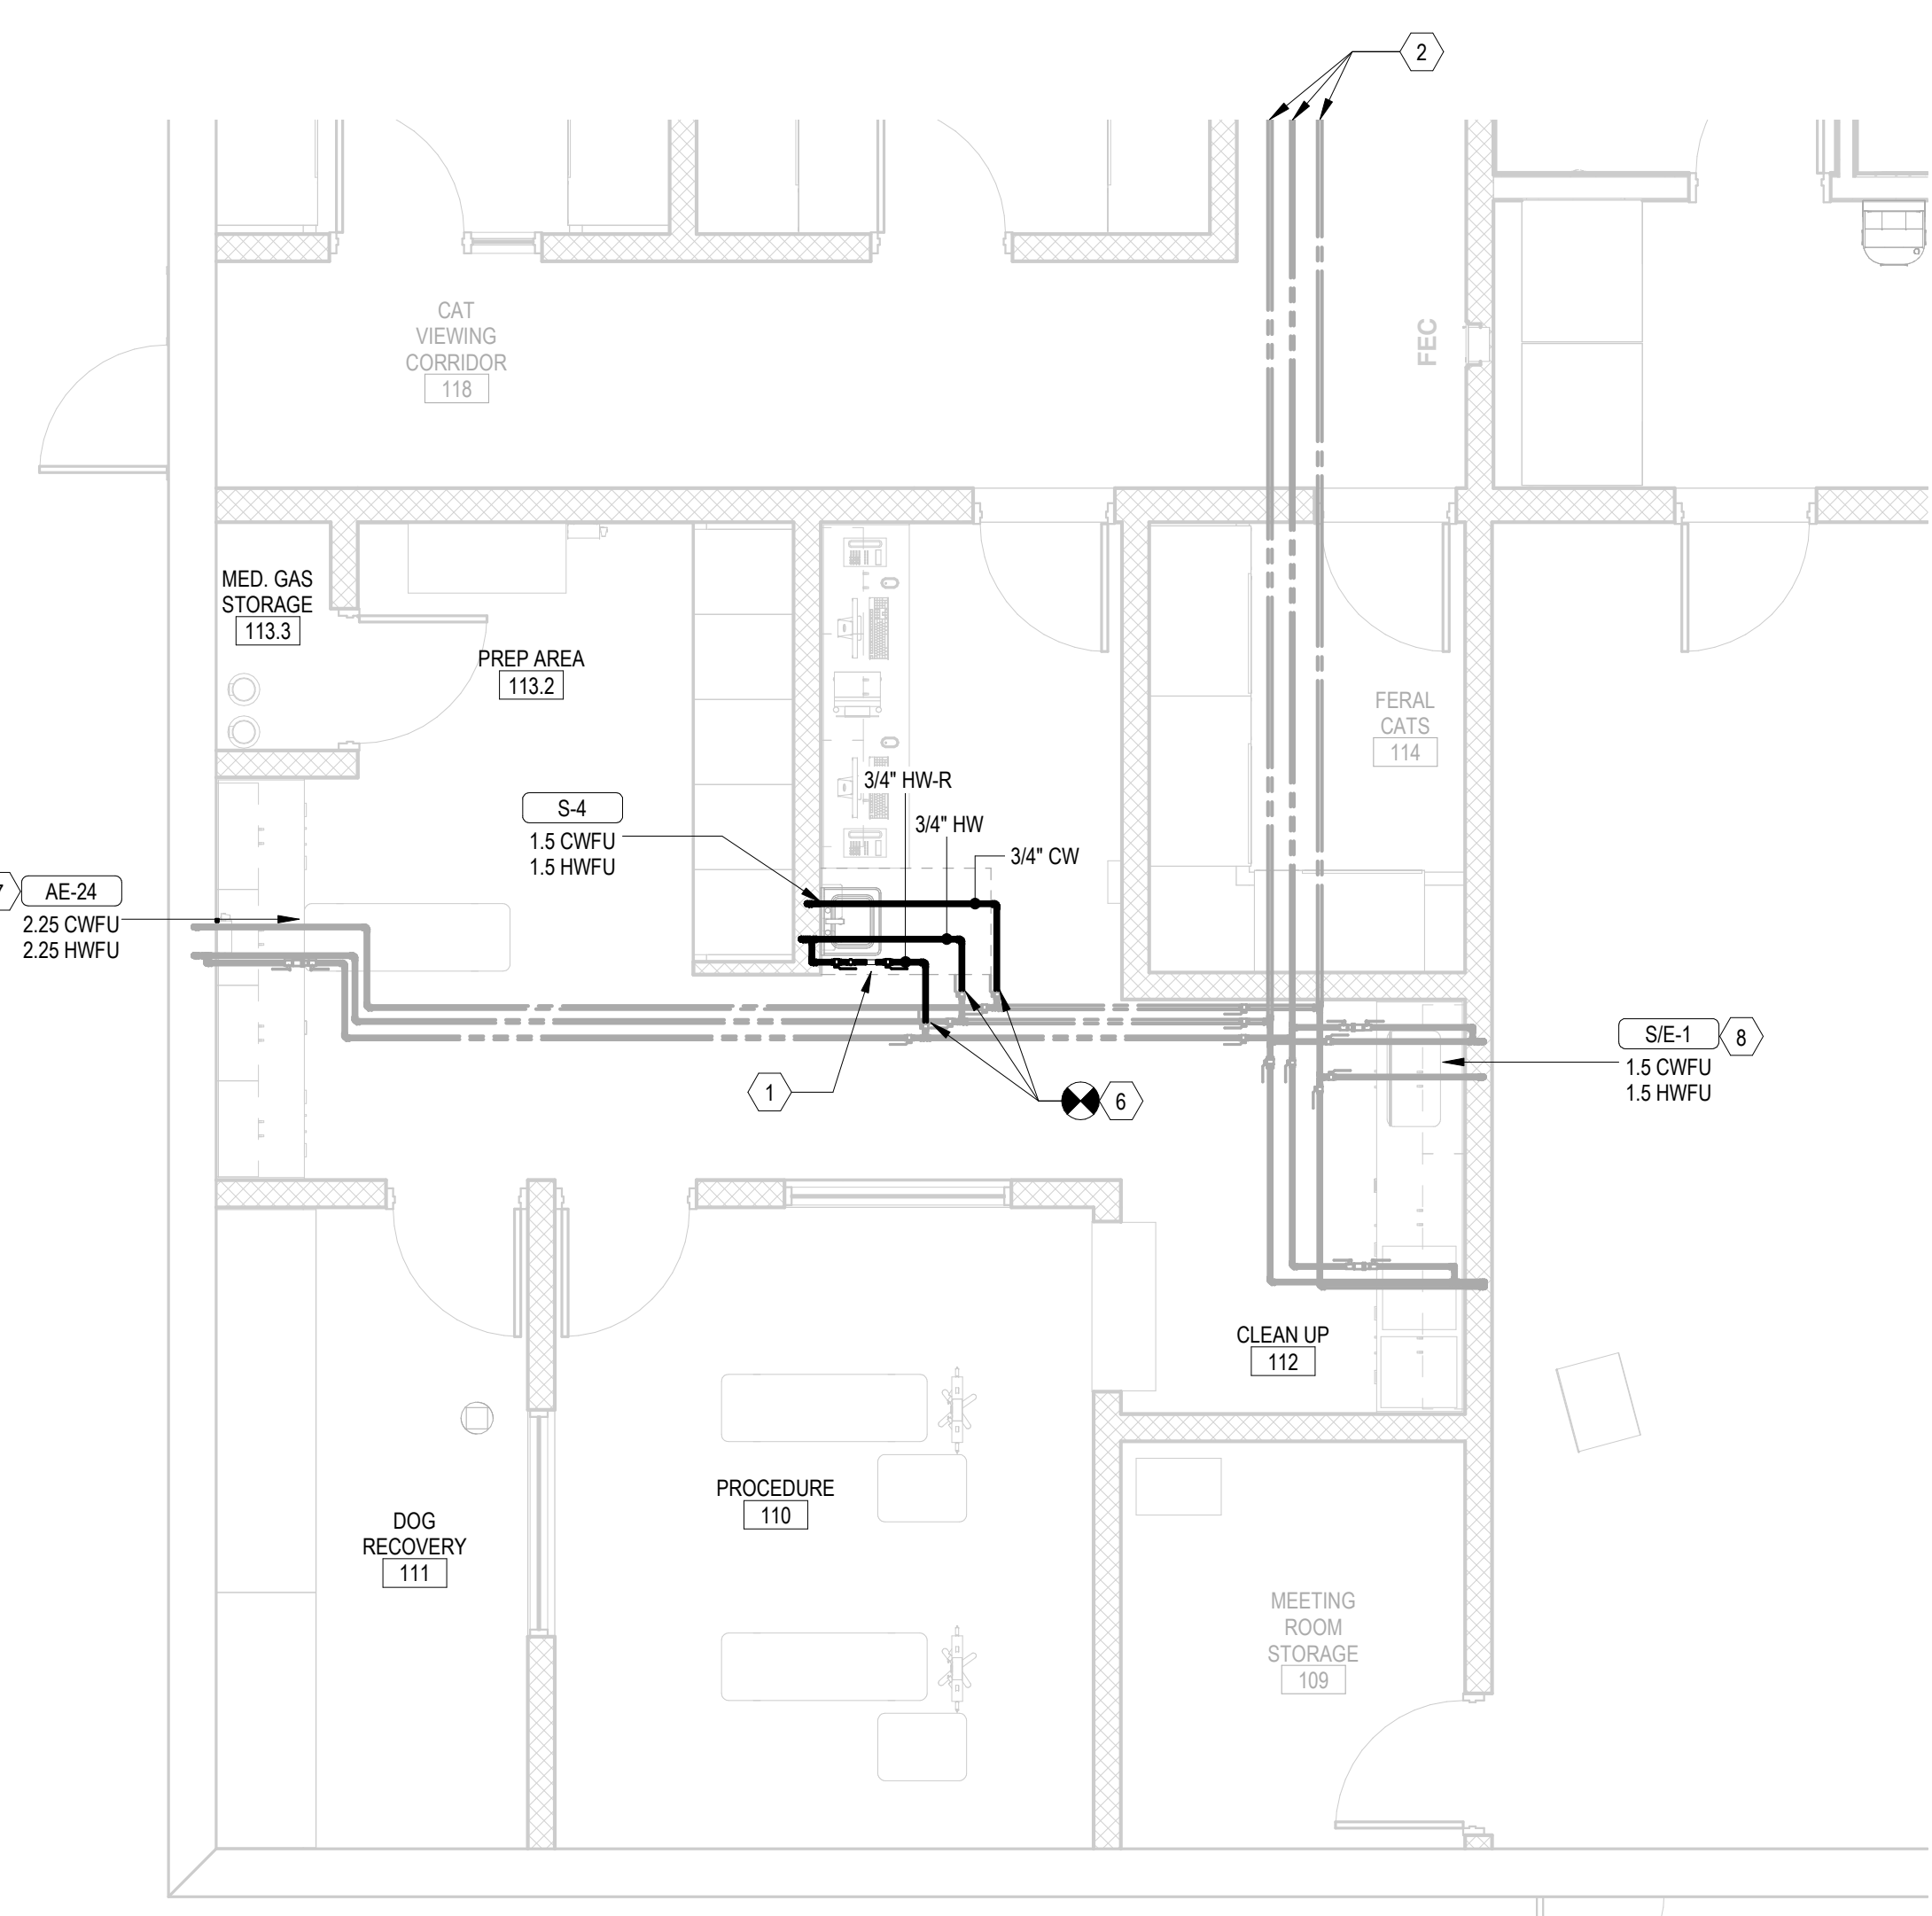 2
CAT
VIEWING
CORRIDOR
118
FEC
MED. GAS
STORAGE
113.3
PREP AREA
113.2
FERAL
CATS
114
3/4" HW-R
S-4
1.5 CWFU
1.5 HWFU
3/4" HW
3/4" CW
7
AE-24
2.25 CWFU
2.25 HWFU
S/E-1
8
1.5 CWFU
1.5 HWFU
1
6
CLEAN UP
112
PROCEDURE
110
DOG
RECOVERY
111
MEETING
ROOM
STORAGE
109